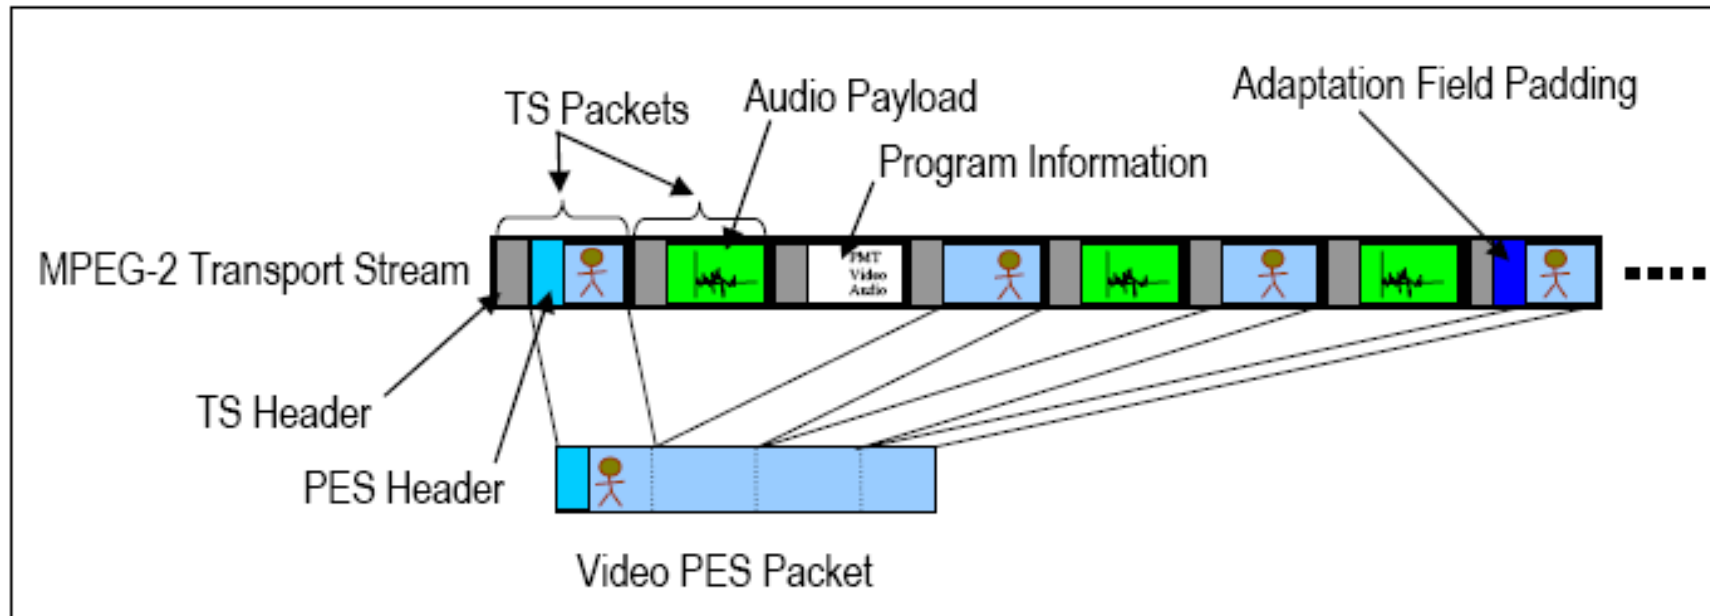 TS Packets
Audio Payload
Adaptation Field Padding
Program Information
MPEG-2 Transport Stream
PMT
Video
Audio
TS Header
PES Header
Video PES Packet